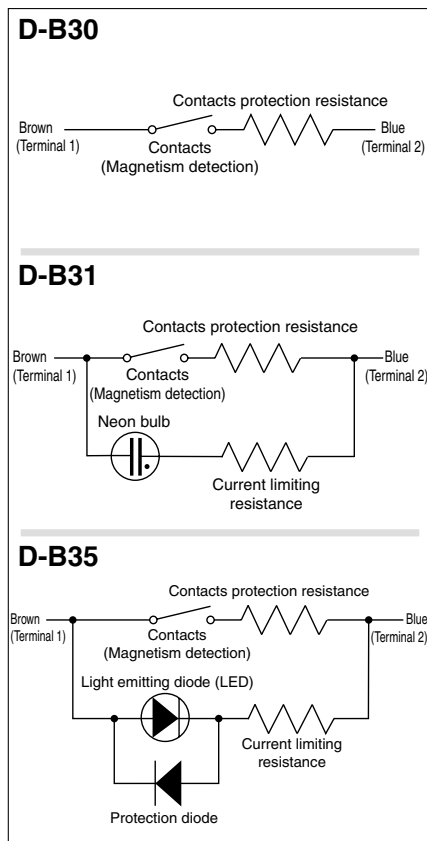 D-B30
Contacts protection resistance
Brown
(Terminal 1)
Blue
(Terminal 2)
Contacts
(Magnetism detection)
D-B31
Contacts protection resistance
Brown
(Terminal 1)
Blue
(Terminal 2)
Contacts
(Magnetism detection)
Neon bulb
Current limiting
resistance
D-B35
Contacts protection resistance
Brown
(Terminal 1)
Blue
(Terminal 2)
Contacts
(Magnetism detection)
Light emitting diode (LED)
Current limiting
resistance
Protection diode